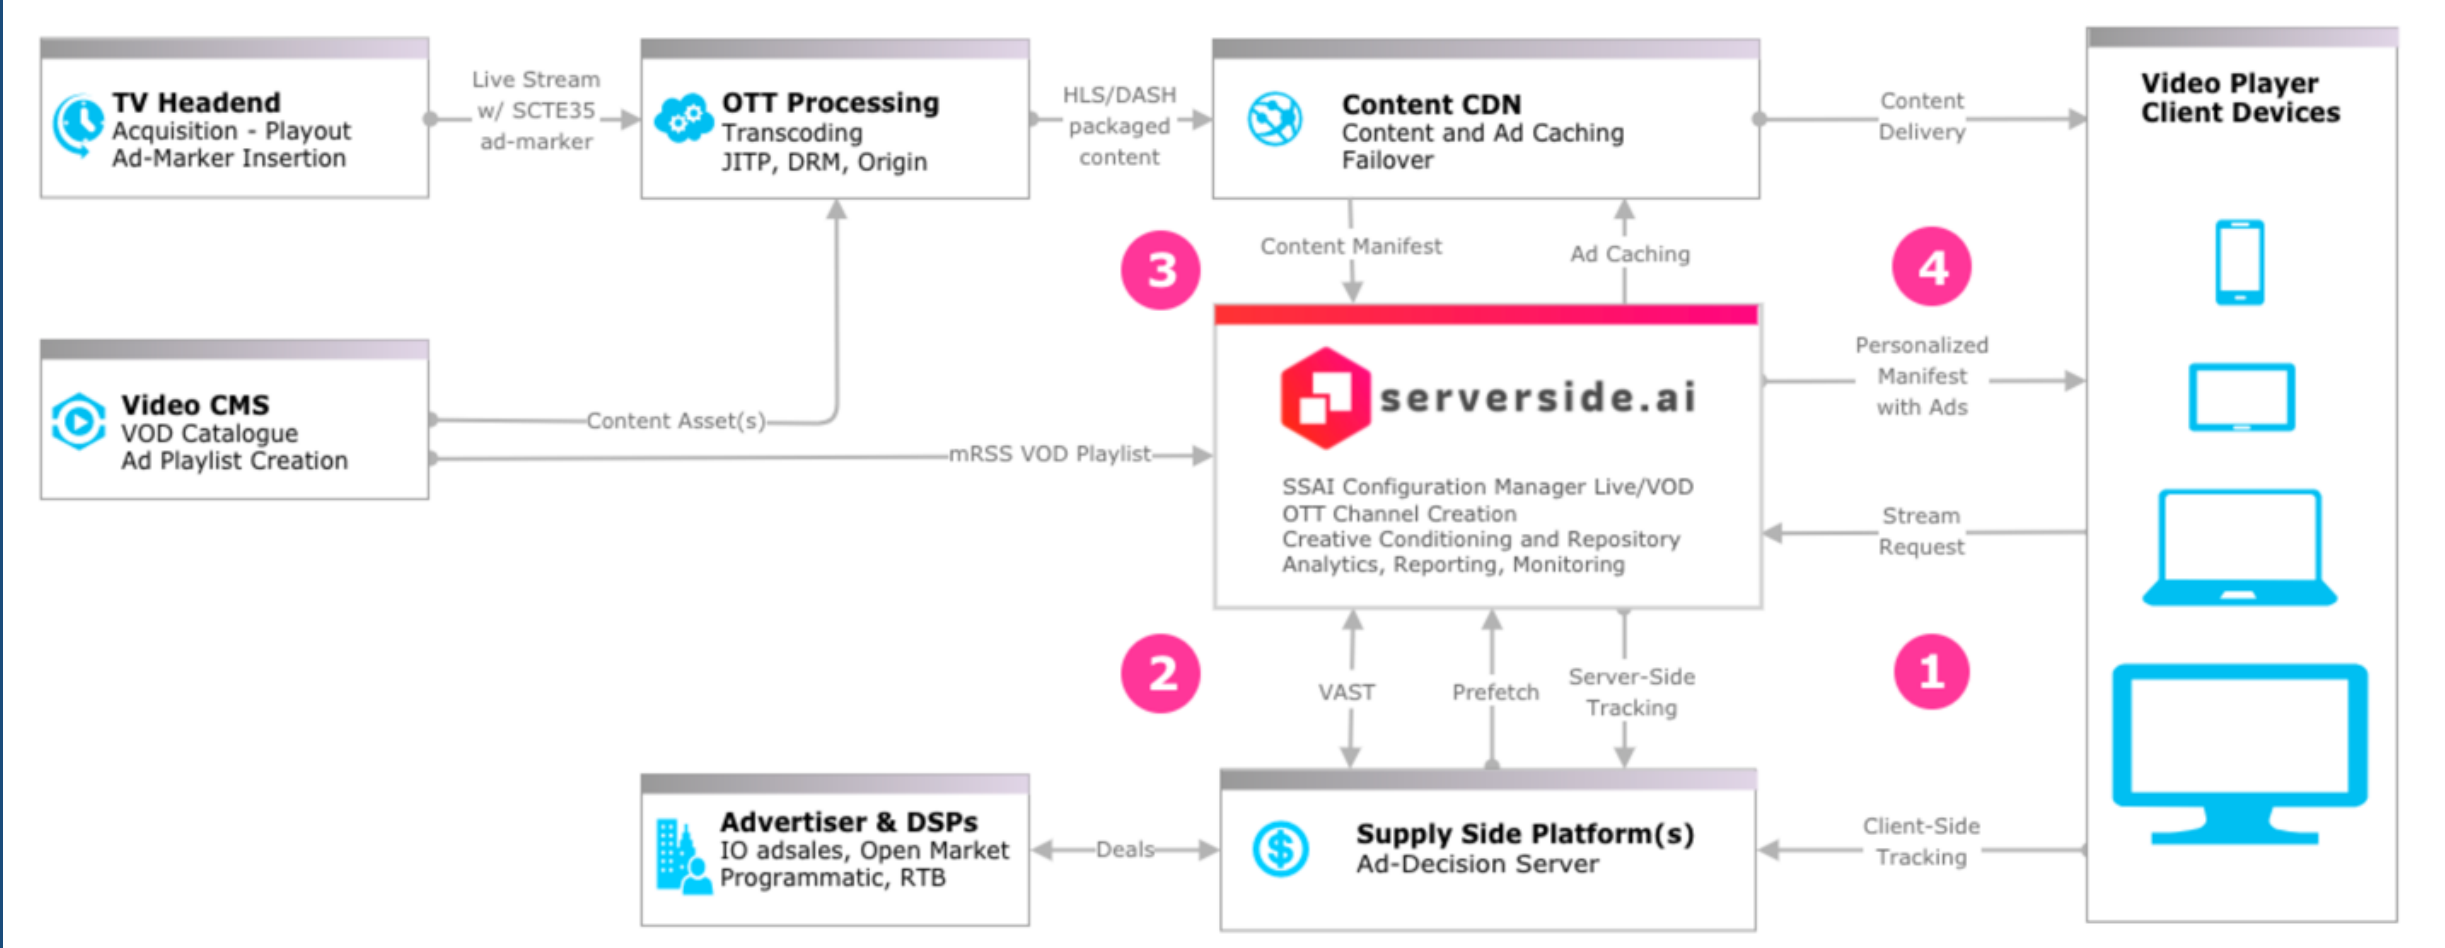 TV Headend
Acquisition - Playout
Ad-Marker Insertion
Live Stream
w/ SCTE35
ad-marker
OTT Processing
Transcoding
JITP, DRM, Origin
HLS/DASH
packaged
content
Content CDN
Content and Ad Caching
Failover
Content
Delivery
Video Player
Client Devices
3
Content Manifest
Ad Caching
4
Video CMS
VOD Catalogue
Ad Playlist Creation
Content Asset(s)
mRSS VOD Playlist
serverside.ai
SSAI Configuration Manager Live/VOD
OTT Channel Creation
Creative Conditioning and Repository
Analytics, Reporting, Monitoring
Personalized
Manifest
with Ads
Stream
Request
2
VAST
Prefetch
Server-Side
Tracking
1
Advertiser & DSPs
IO adsales, Open Market
Programmatic, RTB
Deals
Supply Side Platform(s)
$
Ad-Decision Server
Client-Side
Tracking